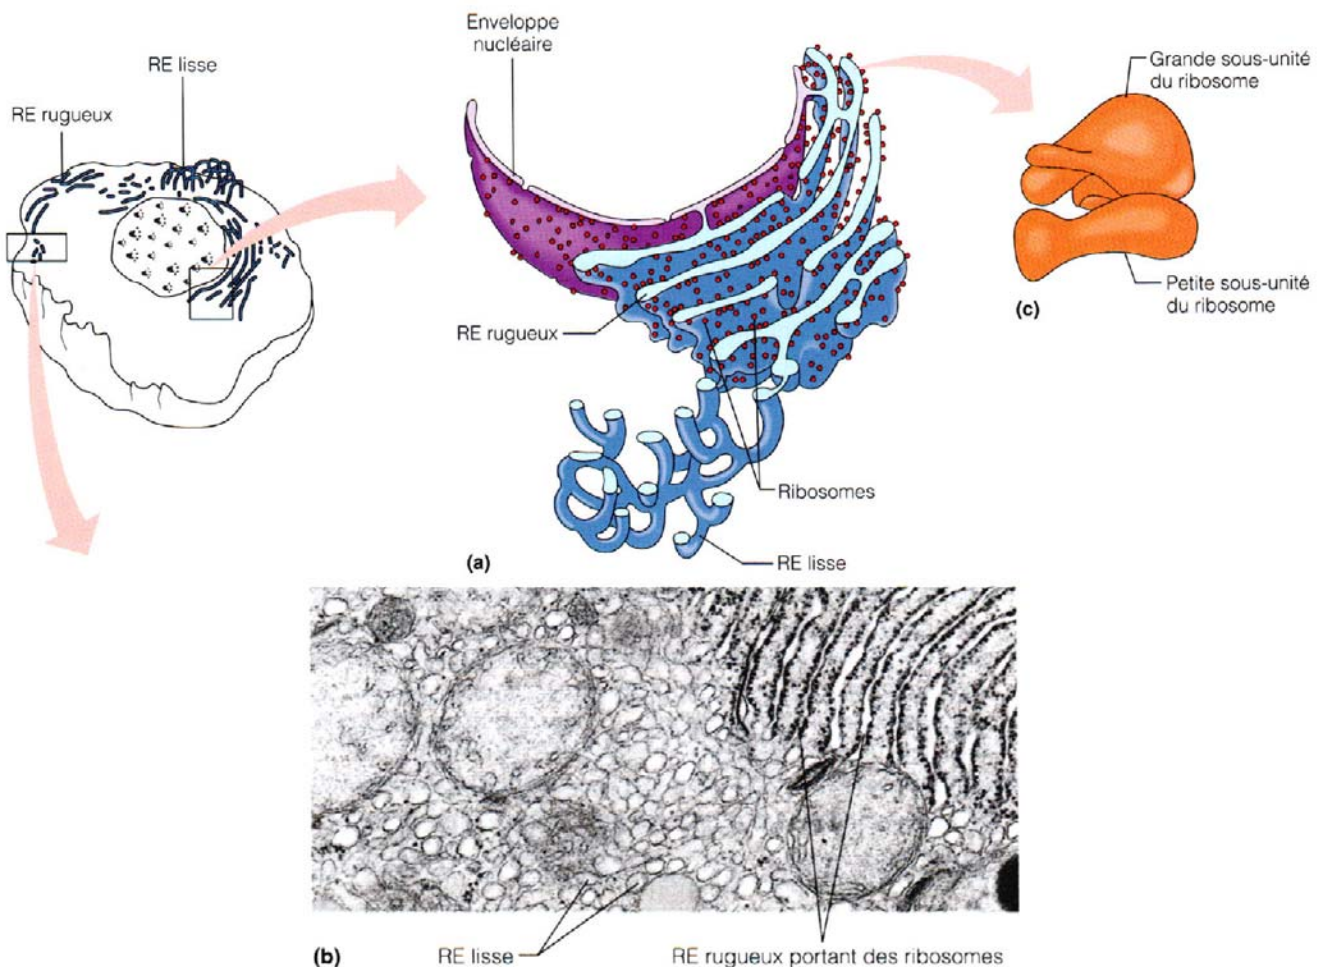 RE lisse
RE rugueux
Enveloppe
nucléaire
RE rugueux
Ribosomes
RE lisse
(a)
Grande sous-unité
du ribosome
Petite sous-unité
du ribosome
(c)
(b)
RE lisse
RE rugueux portant des ribosomes